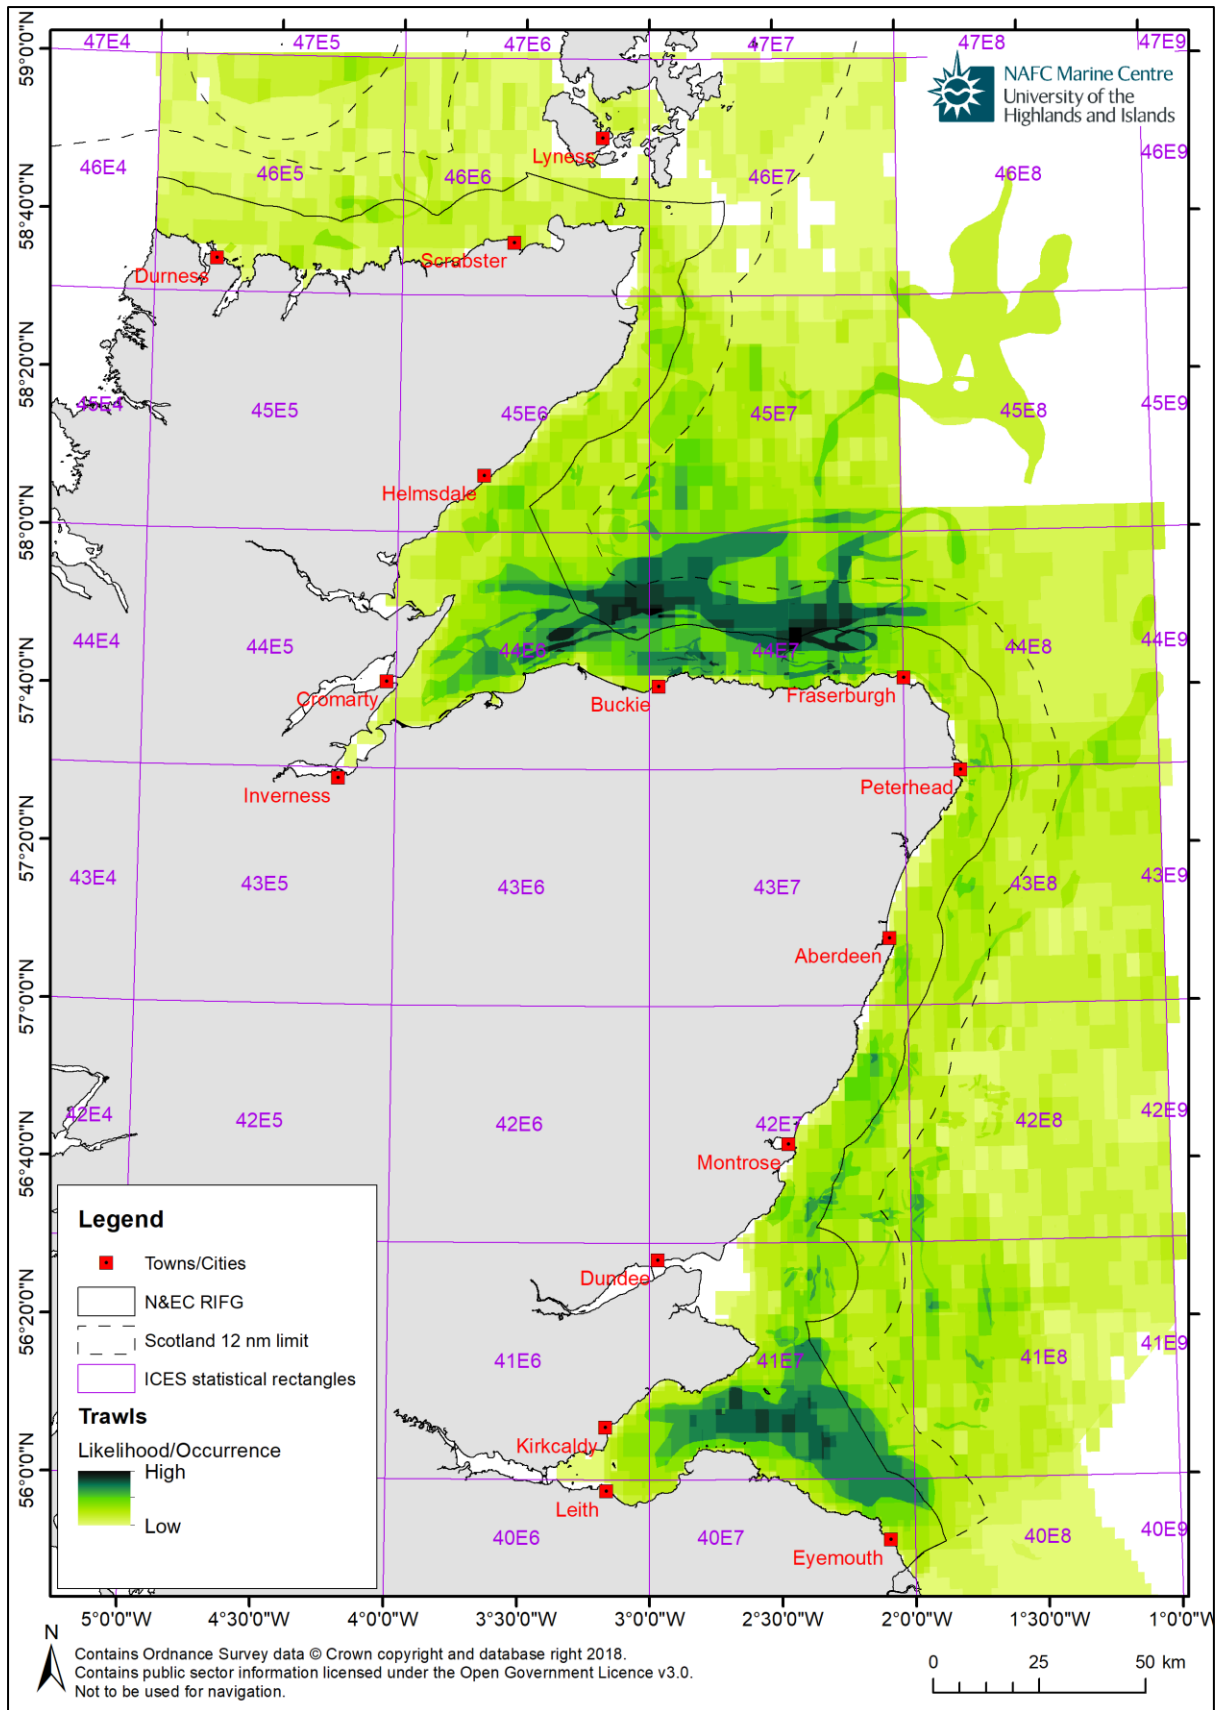 47E4
47E5
47E6
47E7
47E8
47E9
NAFC Marine Centre
University of the
Highlands and Islands
59°0'0"N
58°40'0"N
58°20'0"N
58°0'0"N
57°40'0"N
57°20'0"N
57°0'0"N
56°40'0"N
56°20'0"N
56°0'0"N
Lyness
46E4
46E5
46E6
46E7
46E8
46E9
Durness
Scrabster
45E4
45E5
45E6
45E7
45E8
45E9
Helmsdale
44E4
44E5
44E6
44E7
44E8
44E9
Cromarty
Buckie
Fraserburgh
Inverness
Peterhead
43E4
43E5
43E6
43E7
43E8
43E9
Aberdeen
42E4
42E5
42E6
42E7
42E8
42E9
Montrose
Dundee
41E6
41E7
41E8
41E9
Kirkcaldy
Leith
40E6
40E7
40E8
40E9
Eyemouth
Legend
Towns/Cities
N&EC RIFG
Scotland 12 nm limit
ICES statistical rectangles
Trawls
Likelihood/Occurrence
High
Low
5°0'0"W
4°30'0"W
4°0'0"W
3°30'0"W
3°0'0"W
2°30'0"W
2°0'0"W
1°30'0"W
1°0'0"W
N
Contains Ordnance Survey data © Crown copyright and database right 2018.
Contains public sector information licensed under the Open Government Licence v3.0.
Not to be used for navigation.
0 25 50 km